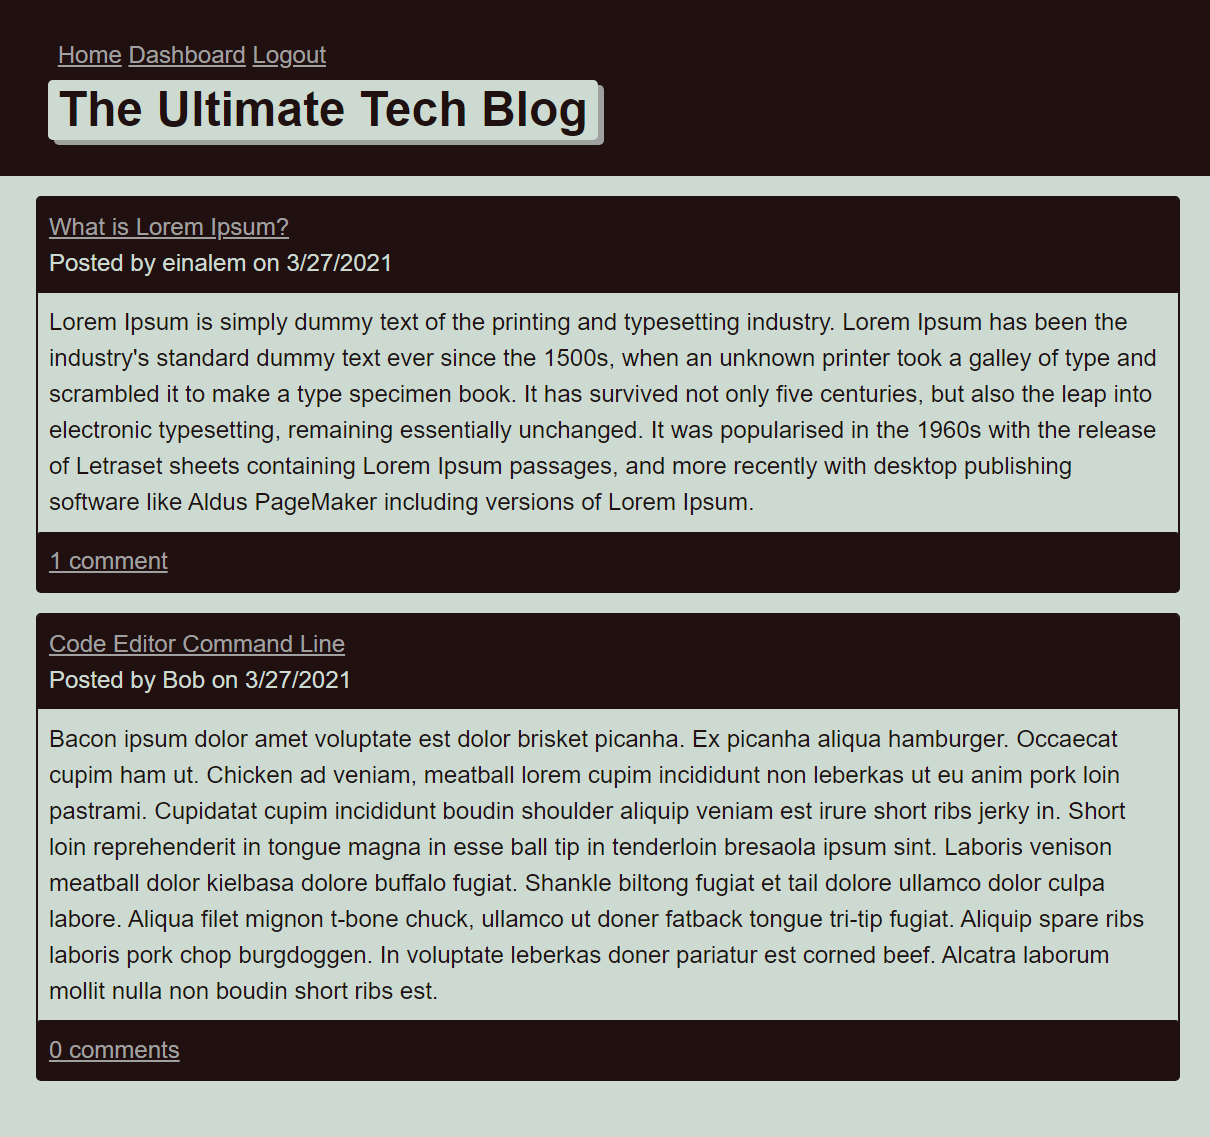 Home Dashboard Logout
The Ultimate Tech Blog
What is Lorem Ipsum?
Posted by einalem on 3/27/2021
Lorem Ipsum is simply dummy text of the printing and typesetting industry. Lorem Ipsum has been the
industry's standard dummy text ever since the 1500s, when an unknown printer took a galley of type and
scrambled it to make a type specimen book. It has survived not only five centuries, but also the leap into
electronic typesetting, remaining essentially unchanged. It was popularised in the 1960s with the release
of Letraset sheets containing Lorem Ipsum passages, and more recently with desktop publishing
software like Aldus PageMaker including versions of Lorem Ipsum.
1 comment
Code Editor Command Line
Posted by Bob on 3/27/2021
Bacon ipsum dolor amet voluptate est dolor brisket picanha. Ex picanha aliqua hamburger. Occaecat
cupim ham ut. Chicken ad veniam, meatball lorem cupim incididunt non leberkas ut eu anim pork loin
pastrami. Cupidatat cupim incididunt boudin shoulder aliquip veniam est irure short ribs jerky in. Short
loin reprehenderit in tongue magna in esse ball tip in tenderloin bresaola ipsum sint. Laboris venison
meatball dolor kielbasa dolore buffalo fugiat. Shankle biltong fugiat et tail dolore ullamco dolor culpa
labore. Aliqua filet mignon t-bone chuck, ullamco ut doner fatback tongue tri-tip fugiat. Aliquip spare ribs
laboris pork chop burgdoggen. In voluptate leberkas doner pariatur est corned beef. Alcatra laborum
mollit nulla non boudin short ribs est.
0 comments